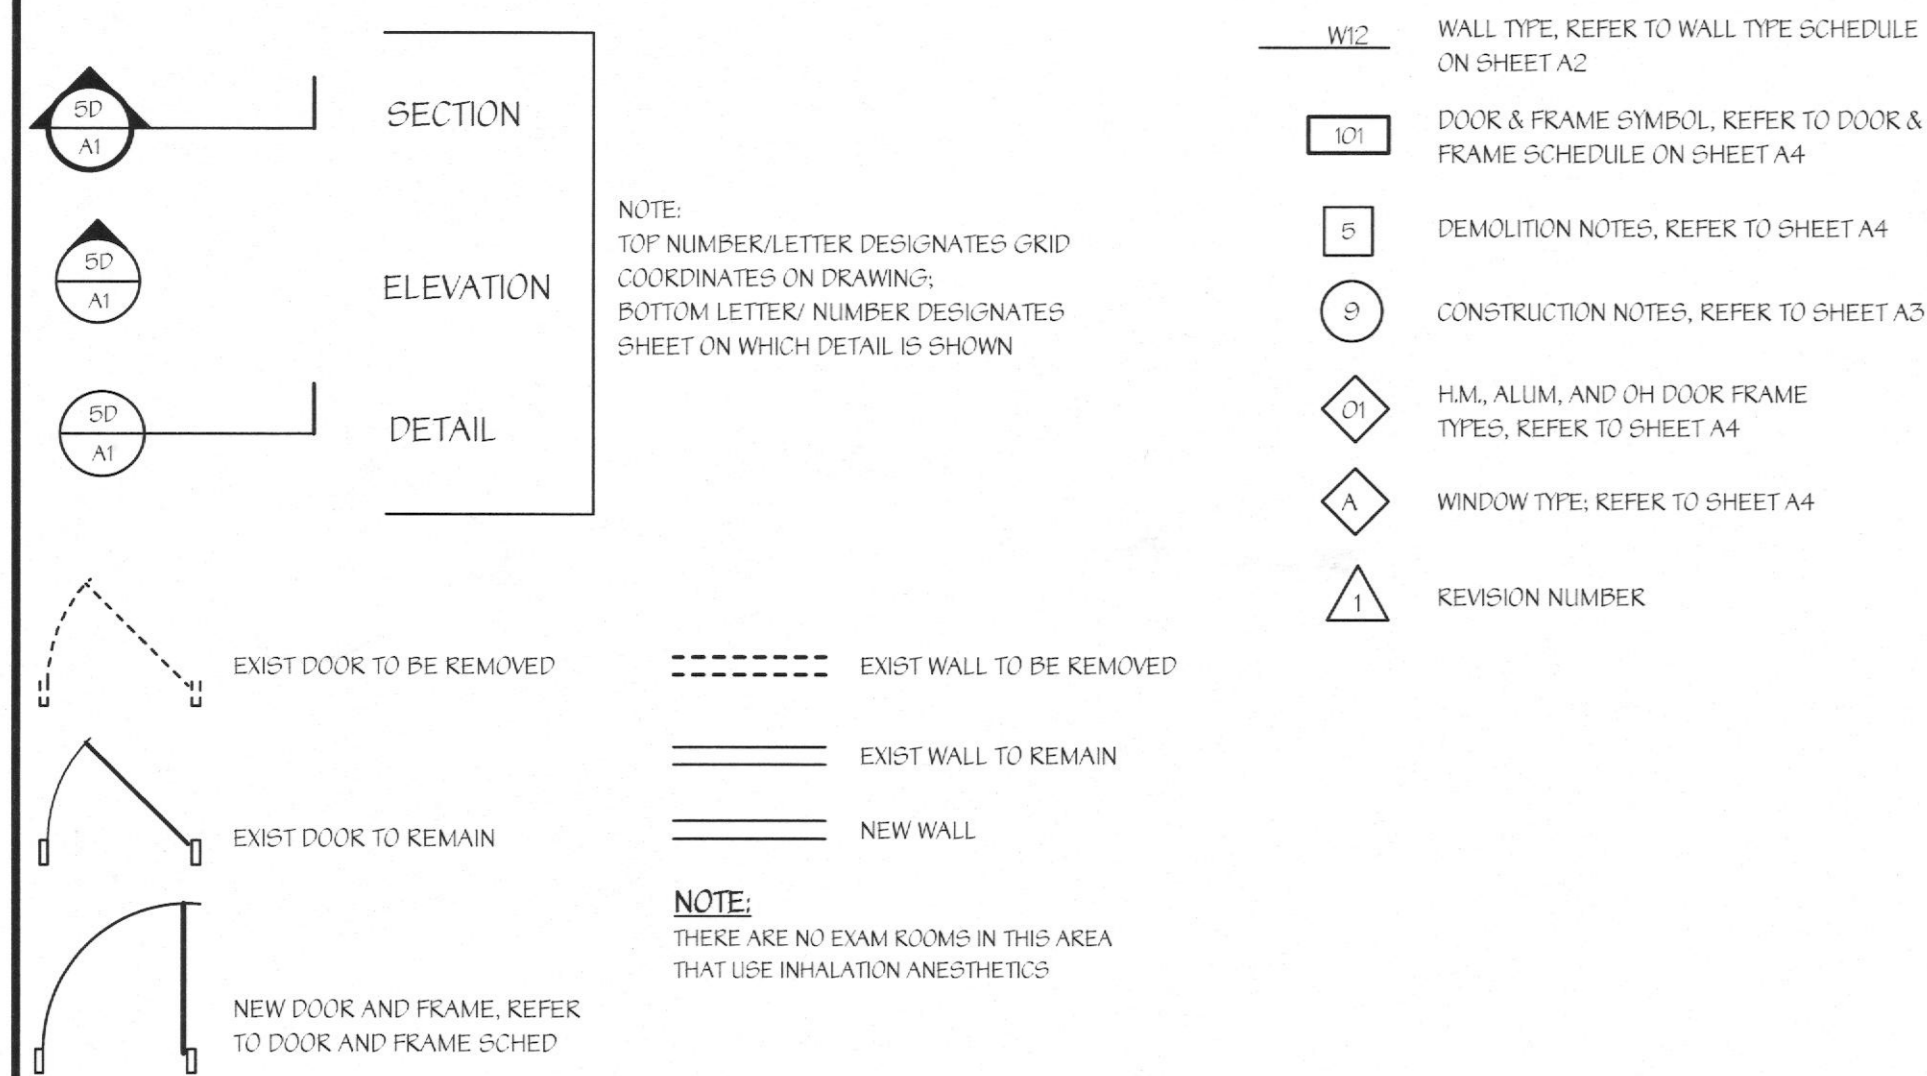 5D
A1
SECTION
5D
A1
ELEVATION
5D
A1
DETAIL
NOTE:
TOP NUMBER/LETTER DESIGNATES GRID
COORDINATES ON DRAWING;
BOTTOM LETTER/ NUMBER DESIGNATES
SHEET ON WHICH DETAIL IS SHOWN
EXIST DOOR TO BE REMOVED
EXIST DOOR TO REMAIN
NEW DOOR AND FRAME, REFER
TO DOOR AND FRAME SCHED
EXIST WALL TO BE REMOVED
EXIST WALL TO REMAIN
NEW WALL
NOTE:
THERE ARE NO EXAM ROOMS IN THIS AREA
THAT USE INHALATION ANESTHETICS
W12
WALL TYPE, REFER TO WALL TYPE SCHEDULE
ON SHEET A2
101
DOOR & FRAME SYMBOL, REFER TO DOOR &
FRAME SCHEDULE ON SHEET A4
5
DEMOLITION NOTES, REFER TO SHEET A4
9
CONSTRUCTION NOTES, REFER TO SHEET A3
01
H.M., ALUM, AND OH DOOR FRAME
TYPES, REFER TO SHEET A4
A
WINDOW TYPE; REFER TO SHEET A4
1
REVISION NUMBER